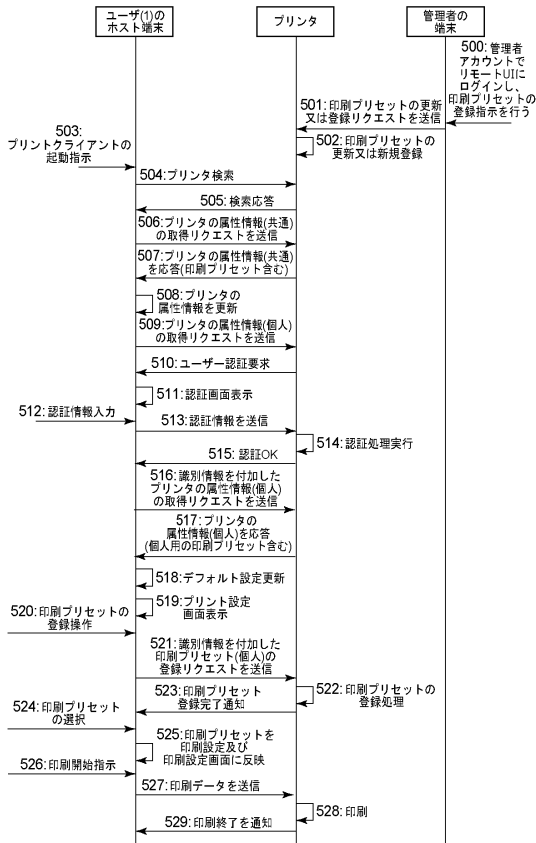 ユーザ(1)の
ホスト端末
プリンタ
管理者の
端末
500:管理者
アカウントで
リモートUIに
ログインし、
印刷プリセットの
登録指示を行う
501:印刷プリセットの更新
又は登録リクエストを送信
502:印刷プリセットの
更新又は新規登録
503:
プリントクライアントの
起動指示
504:プリンタ検索
505:検索応答
506:プリンタの属性情報(共通)
の取得リクエストを送信
507:プリンタの属性情報(共通)
を応答(印刷プリセット含む)
508:プリンタの
属性情報を更新
509:プリンタの属性情報(個人)
の取得リクエストを送信
510:ユーザー認証要求
511:認証画面表示
512:認証情報入力
513:認証情報を送信
514:認証処理実行
515:認証OK
516:識別情報を付加した
プリンタの属性情報(個人)
の取得リクエストを送信
517:プリンタの
属性情報(個人)を応答
(個人用の印刷プリセット含む)
518:デフォルト設定更新
519:プリント設定
画面表示
520:印刷プリセットの
登録操作
521:識別情報を付加した
印刷プリセット(個人)の
登録リクエストを送信
522:印刷プリセットの
登録処理
523:印刷プリセット
登録完了通知
524:印刷プリセット
の選択
525:印刷プリセットを
印刷設定及び
印刷設定画面に反映
526:印刷開始指示
527:印刷データを送信
528:印刷
529:印刷終了を通知